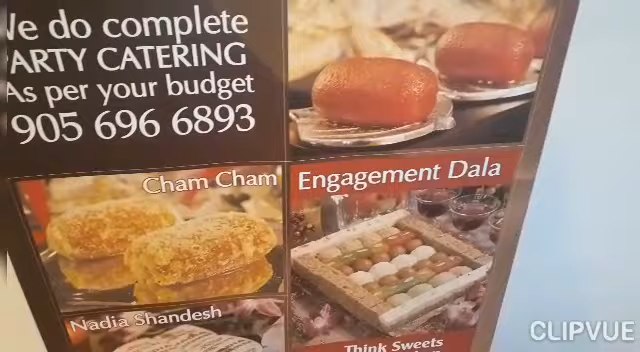 We do complete
PARTY CATERING
As per your budget
905 696 6893
Cham Cham
Engagement Dala
Nadia Shandesh
Think Sweets
CLIPVUE